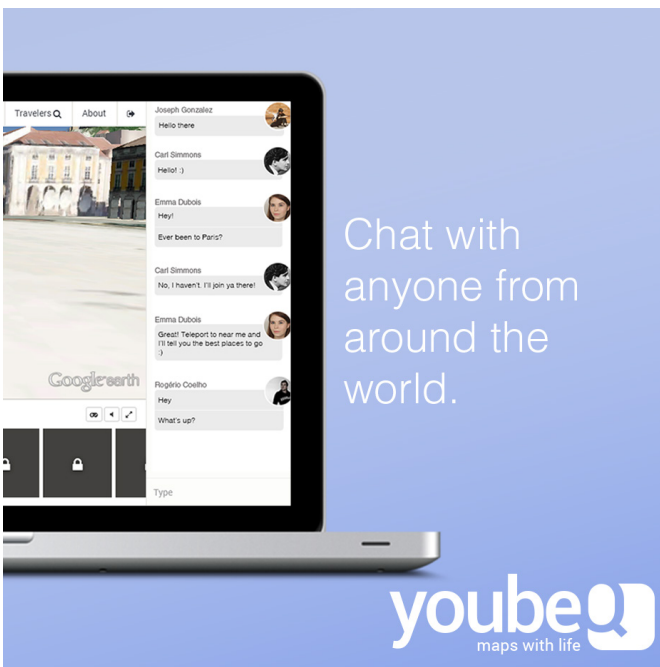 Travelers
About
Joseph Gonzalez
Hello there
Carl Simmons
Hello! :)
Emma Dubois
Hey!
Ever been to Paris?
Carl Simmons
No, I haven't. I'll join ya there!
Emma Dubois
Great! Teleport to near me and
I'll tell you the best places to go
:)
Rogério Coelho
Hey
What's up?
Type
Google earth
Chat with
anyone from
around the
world.
youbeQ
maps with life